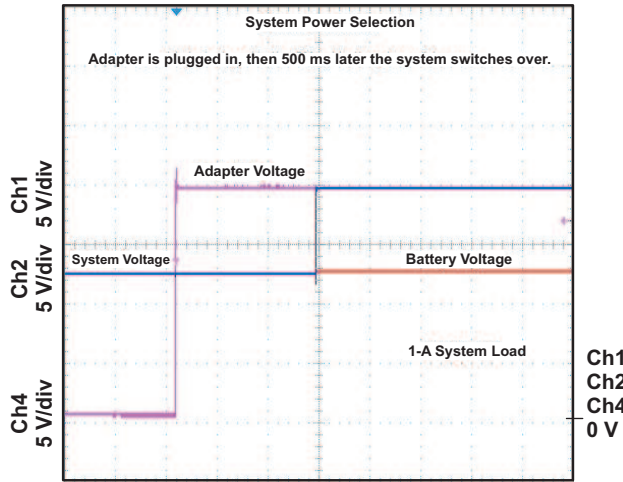 System Power Selection
Adapter is plugged in, then 500 ms later the system switches over.
Adapter Voltage
System Voltage
Battery Voltage
1-A System Load
Ch1
5 V/div
Ch2
5 V/div
Ch4
5 V/div
Ch1
Ch2
Ch4
0 V